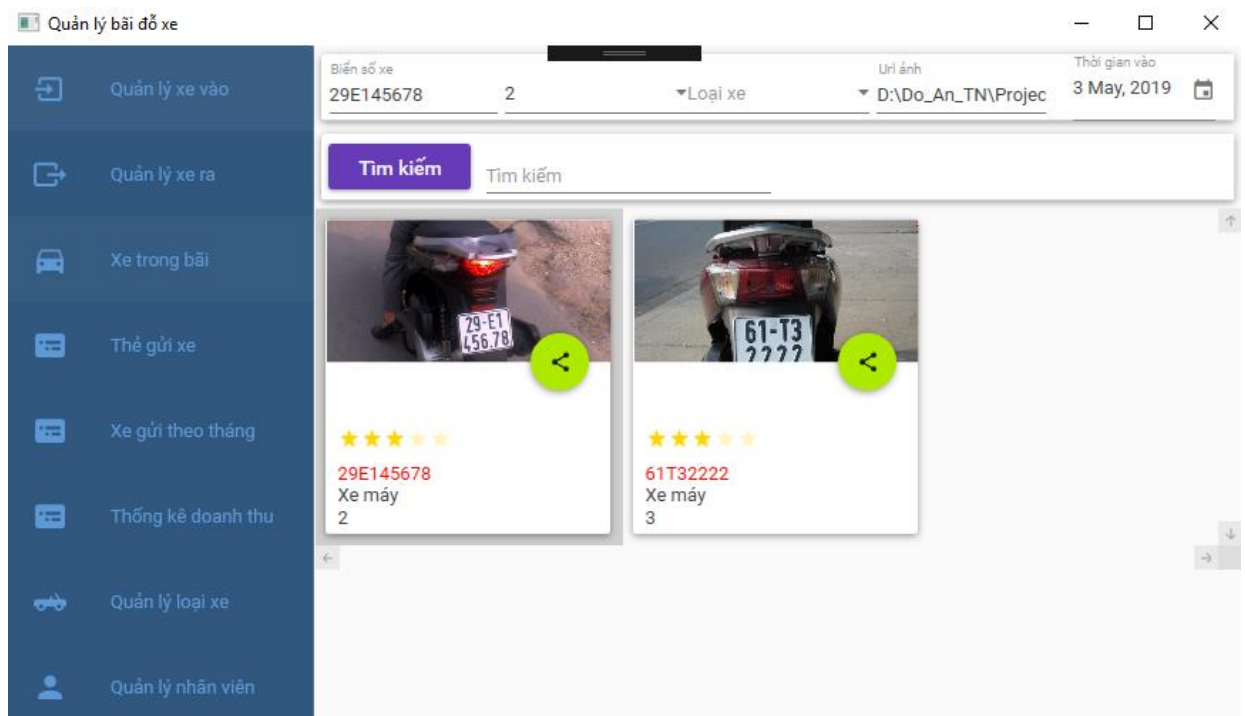 Quản lý bãi đỗ xe
Quản lý xe vào
Quản lý xe ra
Xe trong bãi
Thẻ gửi xe
Xe gửi theo tháng
Thống kê doanh thu
Quản lý loại xe
Quản lý nhân viên
Biển số xe
29E145678
2
Loại xe
Url ảnh
D:\Do_An_TN\Projec
Thời gian vào
3 May, 2019
Tìm kiếm
Tìm kiếm
29-E1
456.78
29E145678
Xe máy
2
61-T3
2222
61T32222
Xe máy
3